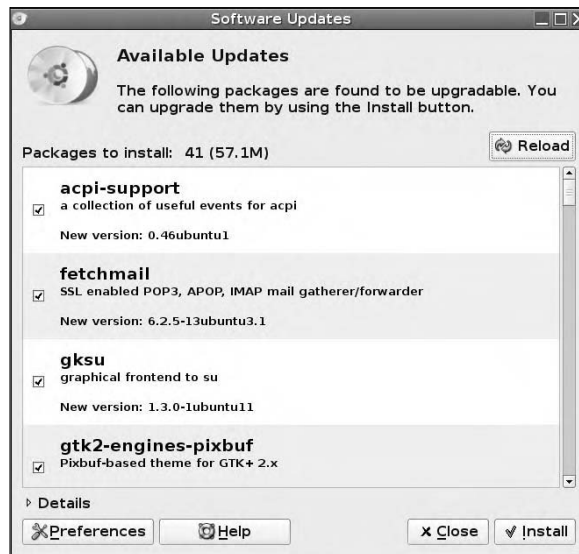 Software Updates
Available Updates
The following packages are found to be upgradable. You
can upgrade them by using the Install button.
Packages to install: 41 (57.1M)
Reload
acpi-support
a collection of useful events for acpi
New version: 0.46ubuntu1
fetchmail
SSL enabled POP3, APOP, IMAP mail gatherer/forwarder
New version: 6.2.5-13ubuntu3.1
gksu
graphical frontend to su
New version: 1.3.0-1ubuntu11
gtk2-engines-pixbuf
Pixbuf-based theme for GTK+ 2.x
Details
Preferences
Help
Close
Install